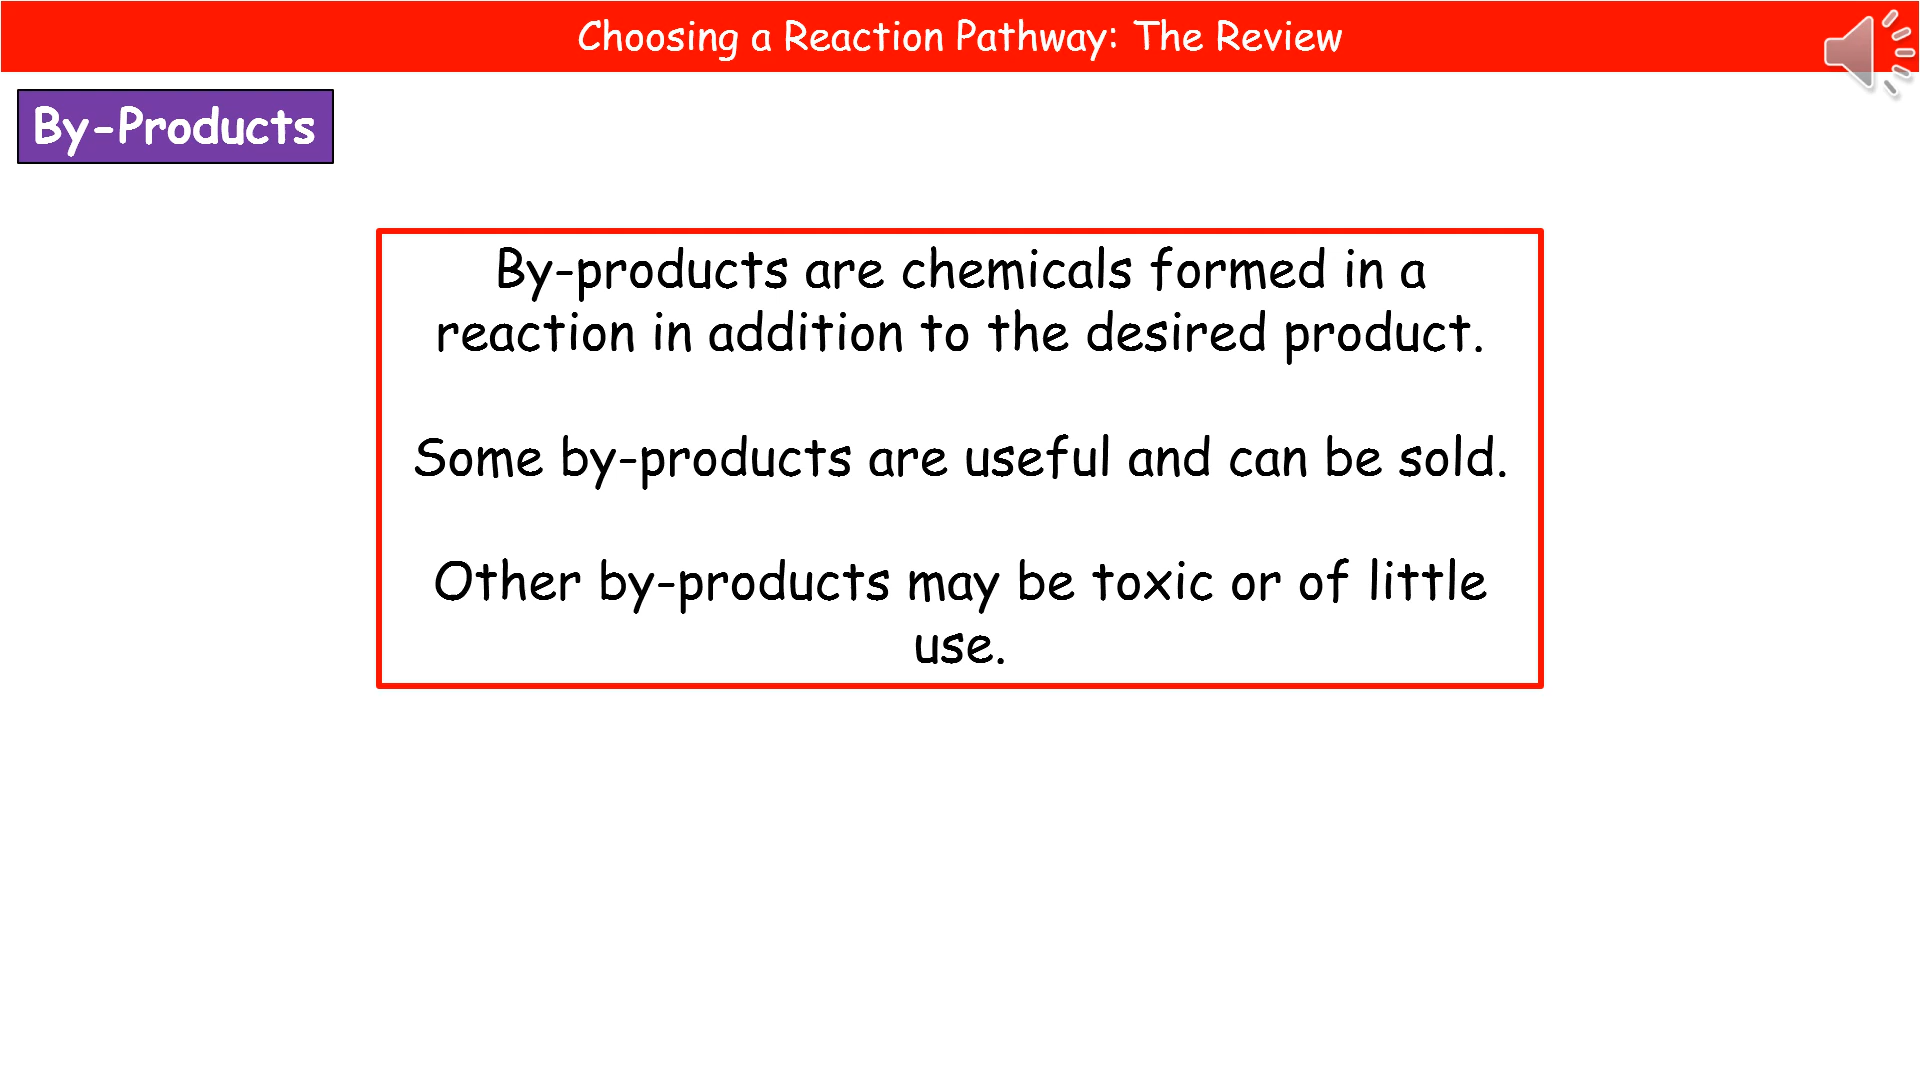 Choosing a Reaction Pathway: The Review
By-Products
By-products are chemicals formed in a
reaction in addition to the desired product.
Some by-products are useful and can be sold.
Other by-products may be toxic or of little
use.